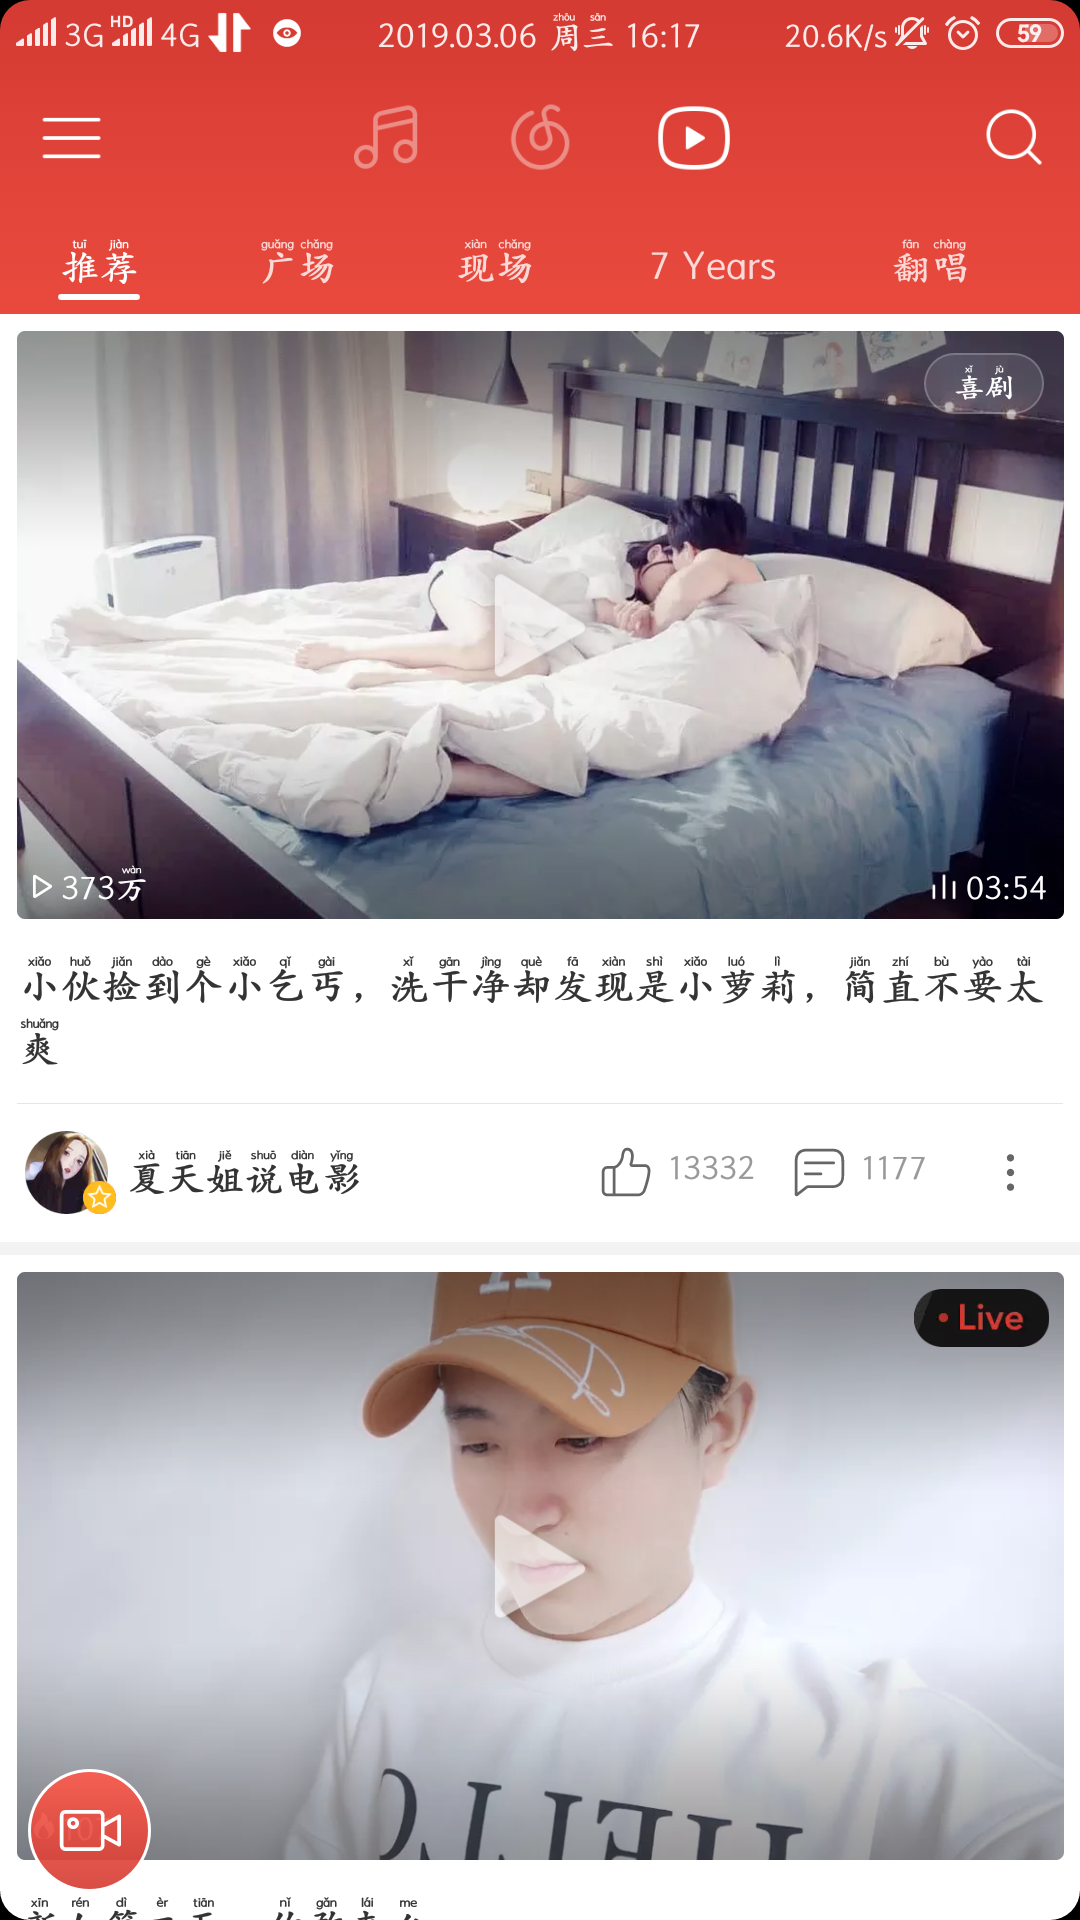 3G HD 4G 2019.03.06 周三 16:17 20.6K/s 59
zhōu sān
tuī jiàn guǎng chǎng xiàn chǎng fān chàng
推荐 广场 现场 7 Years 翻唱
xǐ jù
喜剧
wàn
373万 03:54
xiǎo huǒ jiǎn dào gè xiǎo qǐ gài xǐ gān jìng què fā xiàn shì xiǎo luó lì jiǎn zhí bù yào tài
小伙捡到个小乞丐，洗干净却发现是小萝莉，简直不要太
shuǎng
爽
xià tiān jiě shuō diàn yǐng
夏天姐说电影 13332 1177
Live
HELLO
xīn rén dì èr tiān nǐ gǎn lái me